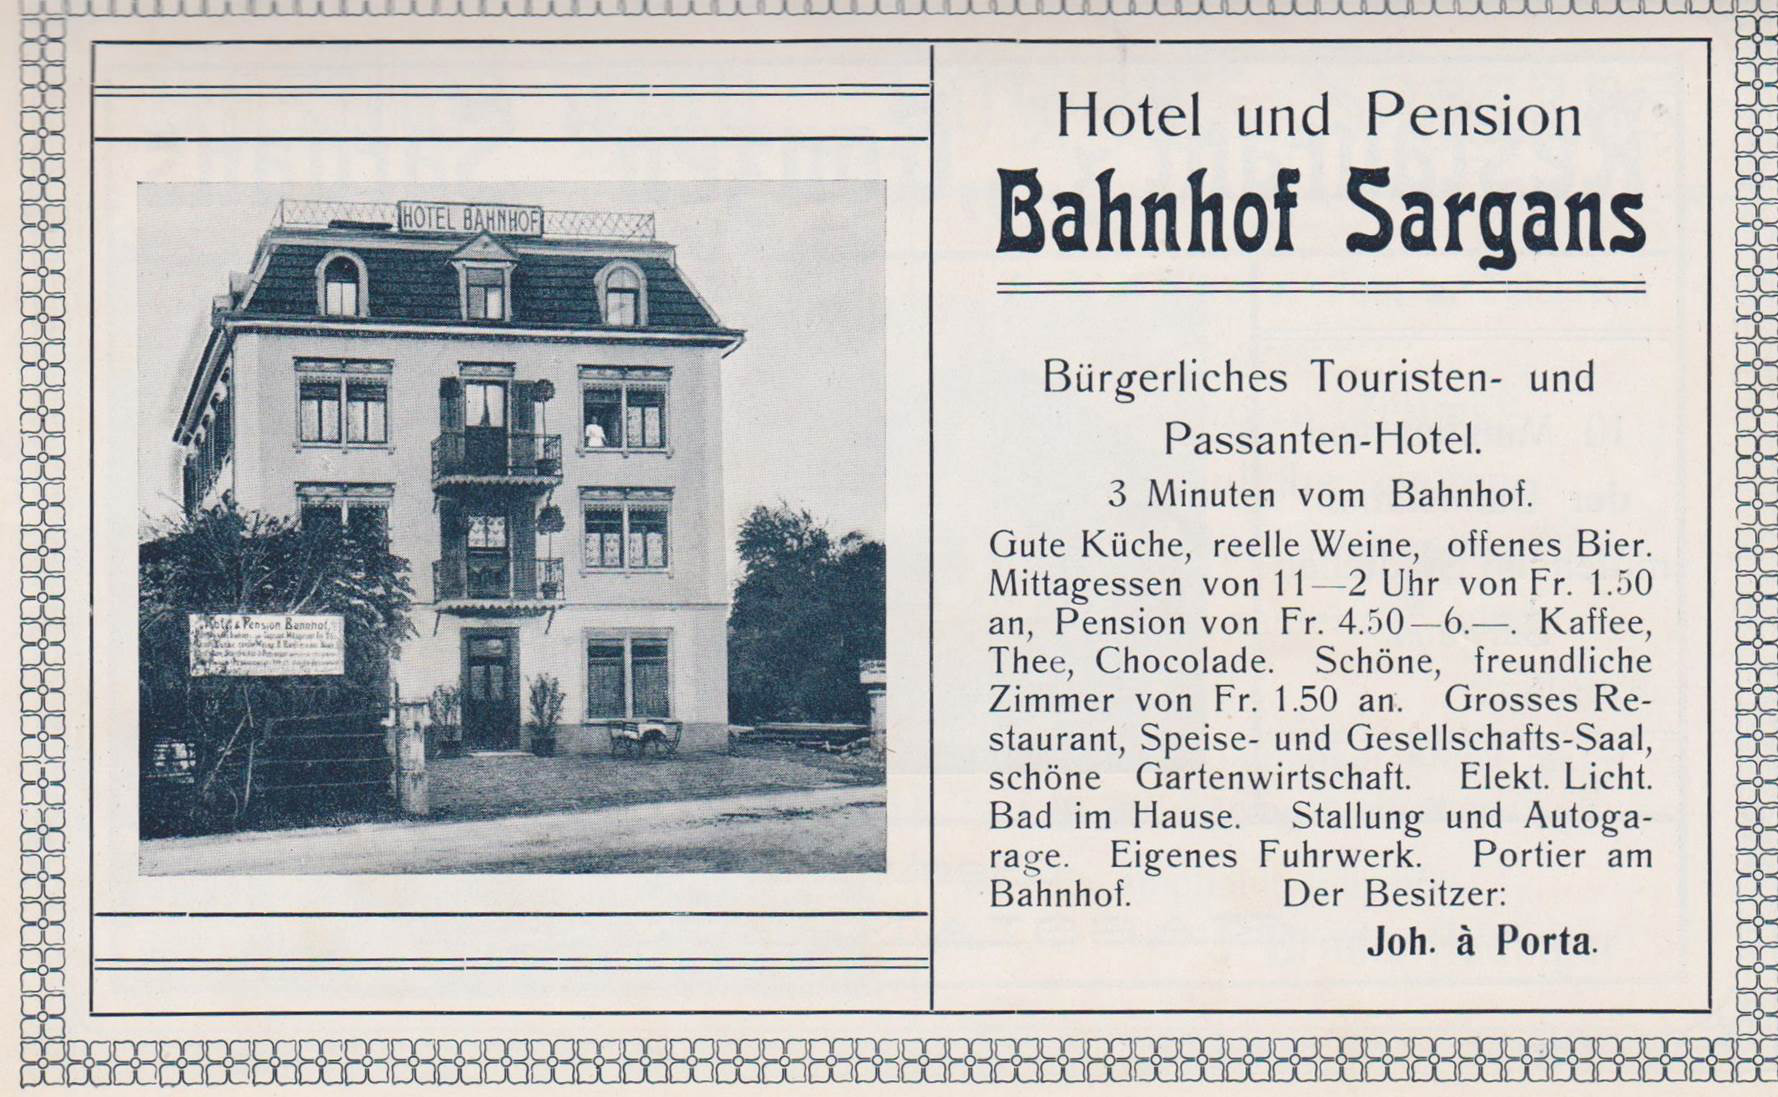 HOTEL BAHNHOF
Hotel & Pension Bahnhof.
Hotel und Pension
Bahnhof Sargans
Bürgerliches Touristen- und
Passanten-Hotel.
3 Minuten vom Bahnhof.
Gute Küche, reelle Weine, offenes Bier.
Mittagessen von 11—2 Uhr von Fr. 1.50
an, Pension von Fr. 4.50—6.—. Kaffee,
Thee, Chocolade. Schöne, freundliche
Zimmer von Fr. 1.50 an. Grosses Re-
staurant, Speise- und Gesellschafts-Saal,
schöne Gartenwirtschaft. Elekt. Licht.
Bad im Hause. Stallung und Autoga-
rage. Eigenes Fuhrwerk. Portier am
Bahnhof. Der Besitzer:
Joh. à Porta.